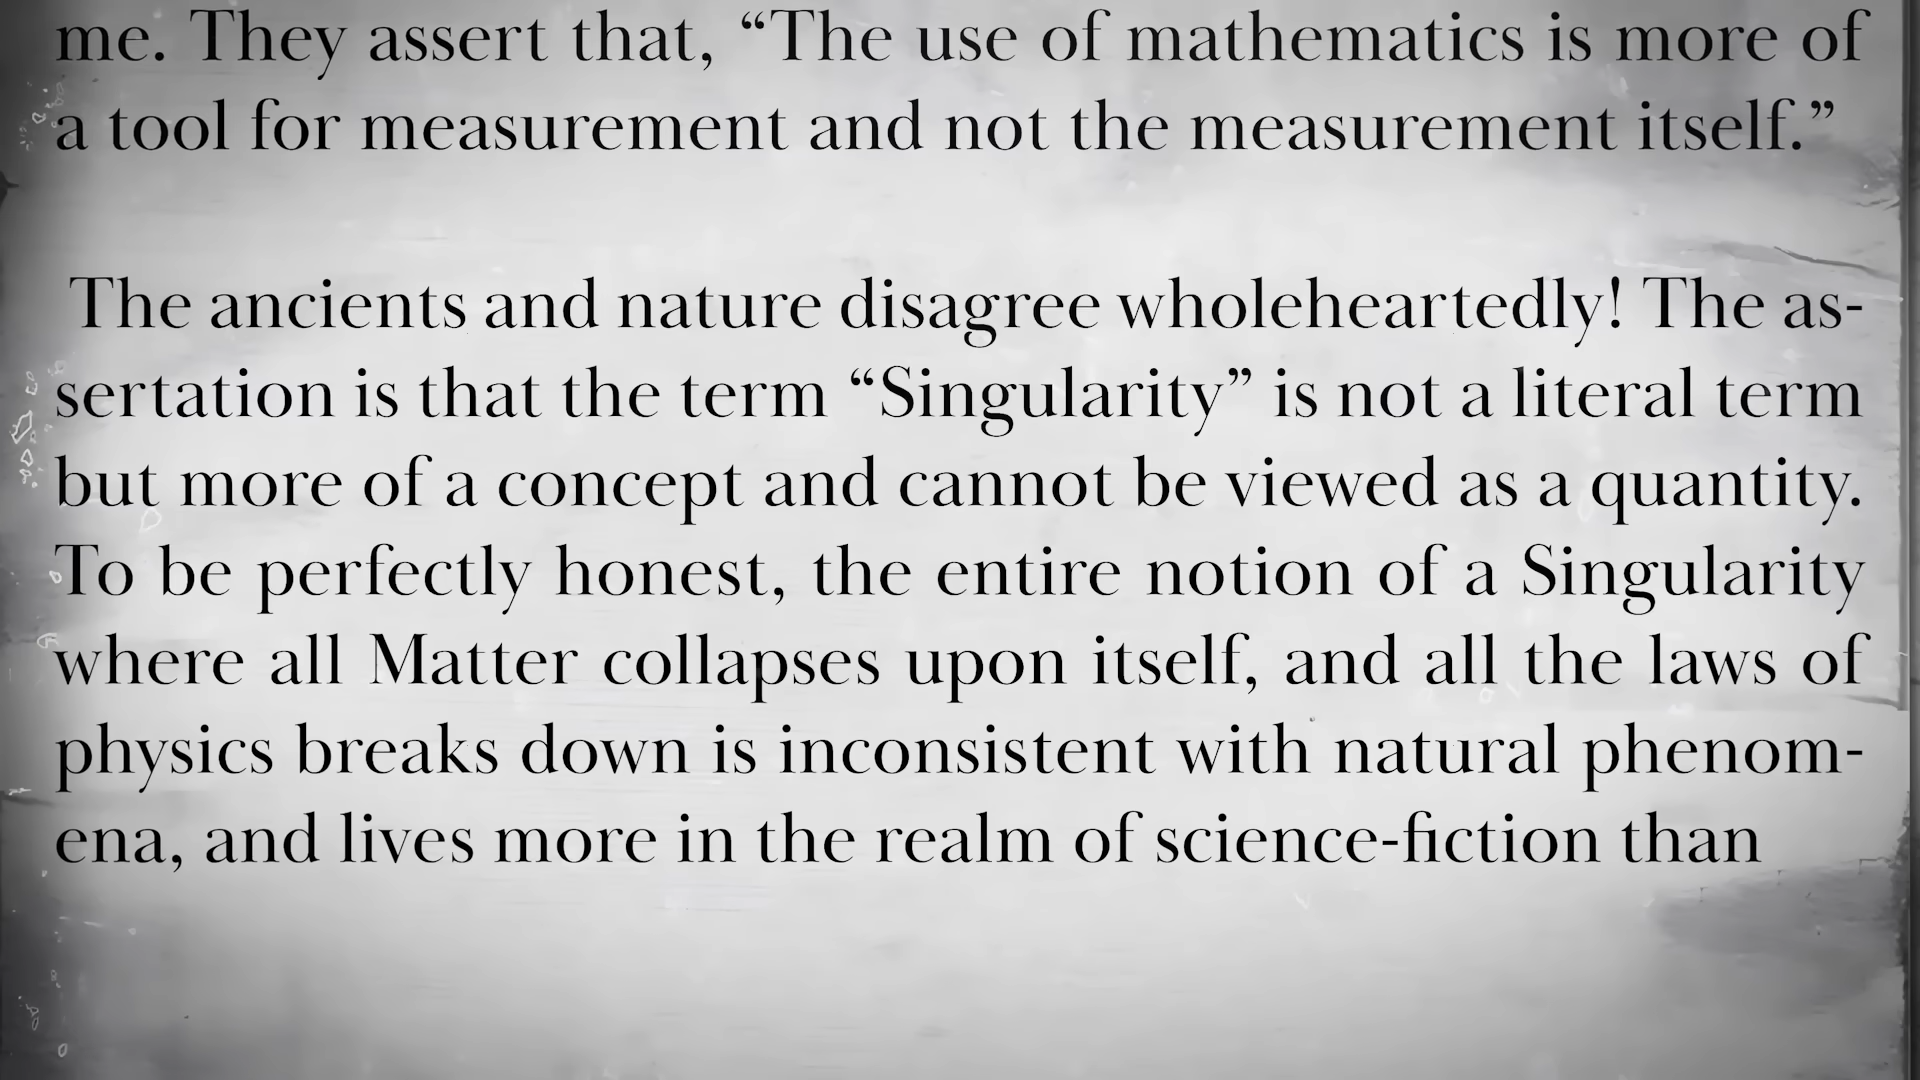 me. They assert that, “The use of mathematics is more of
a tool for measurement and not the measurement itself.”
The ancients and nature disagree wholeheartedly! The as-
sertation is that the term “Singularity” is not a literal term
but more of a concept and cannot be viewed as a quantity.
To be perfectly honest, the entire notion of a Singularity
where all Matter collapses upon itself, and all the laws of
physics breaks down is inconsistent with natural phenom-
ena, and lives more in the realm of science-fiction than